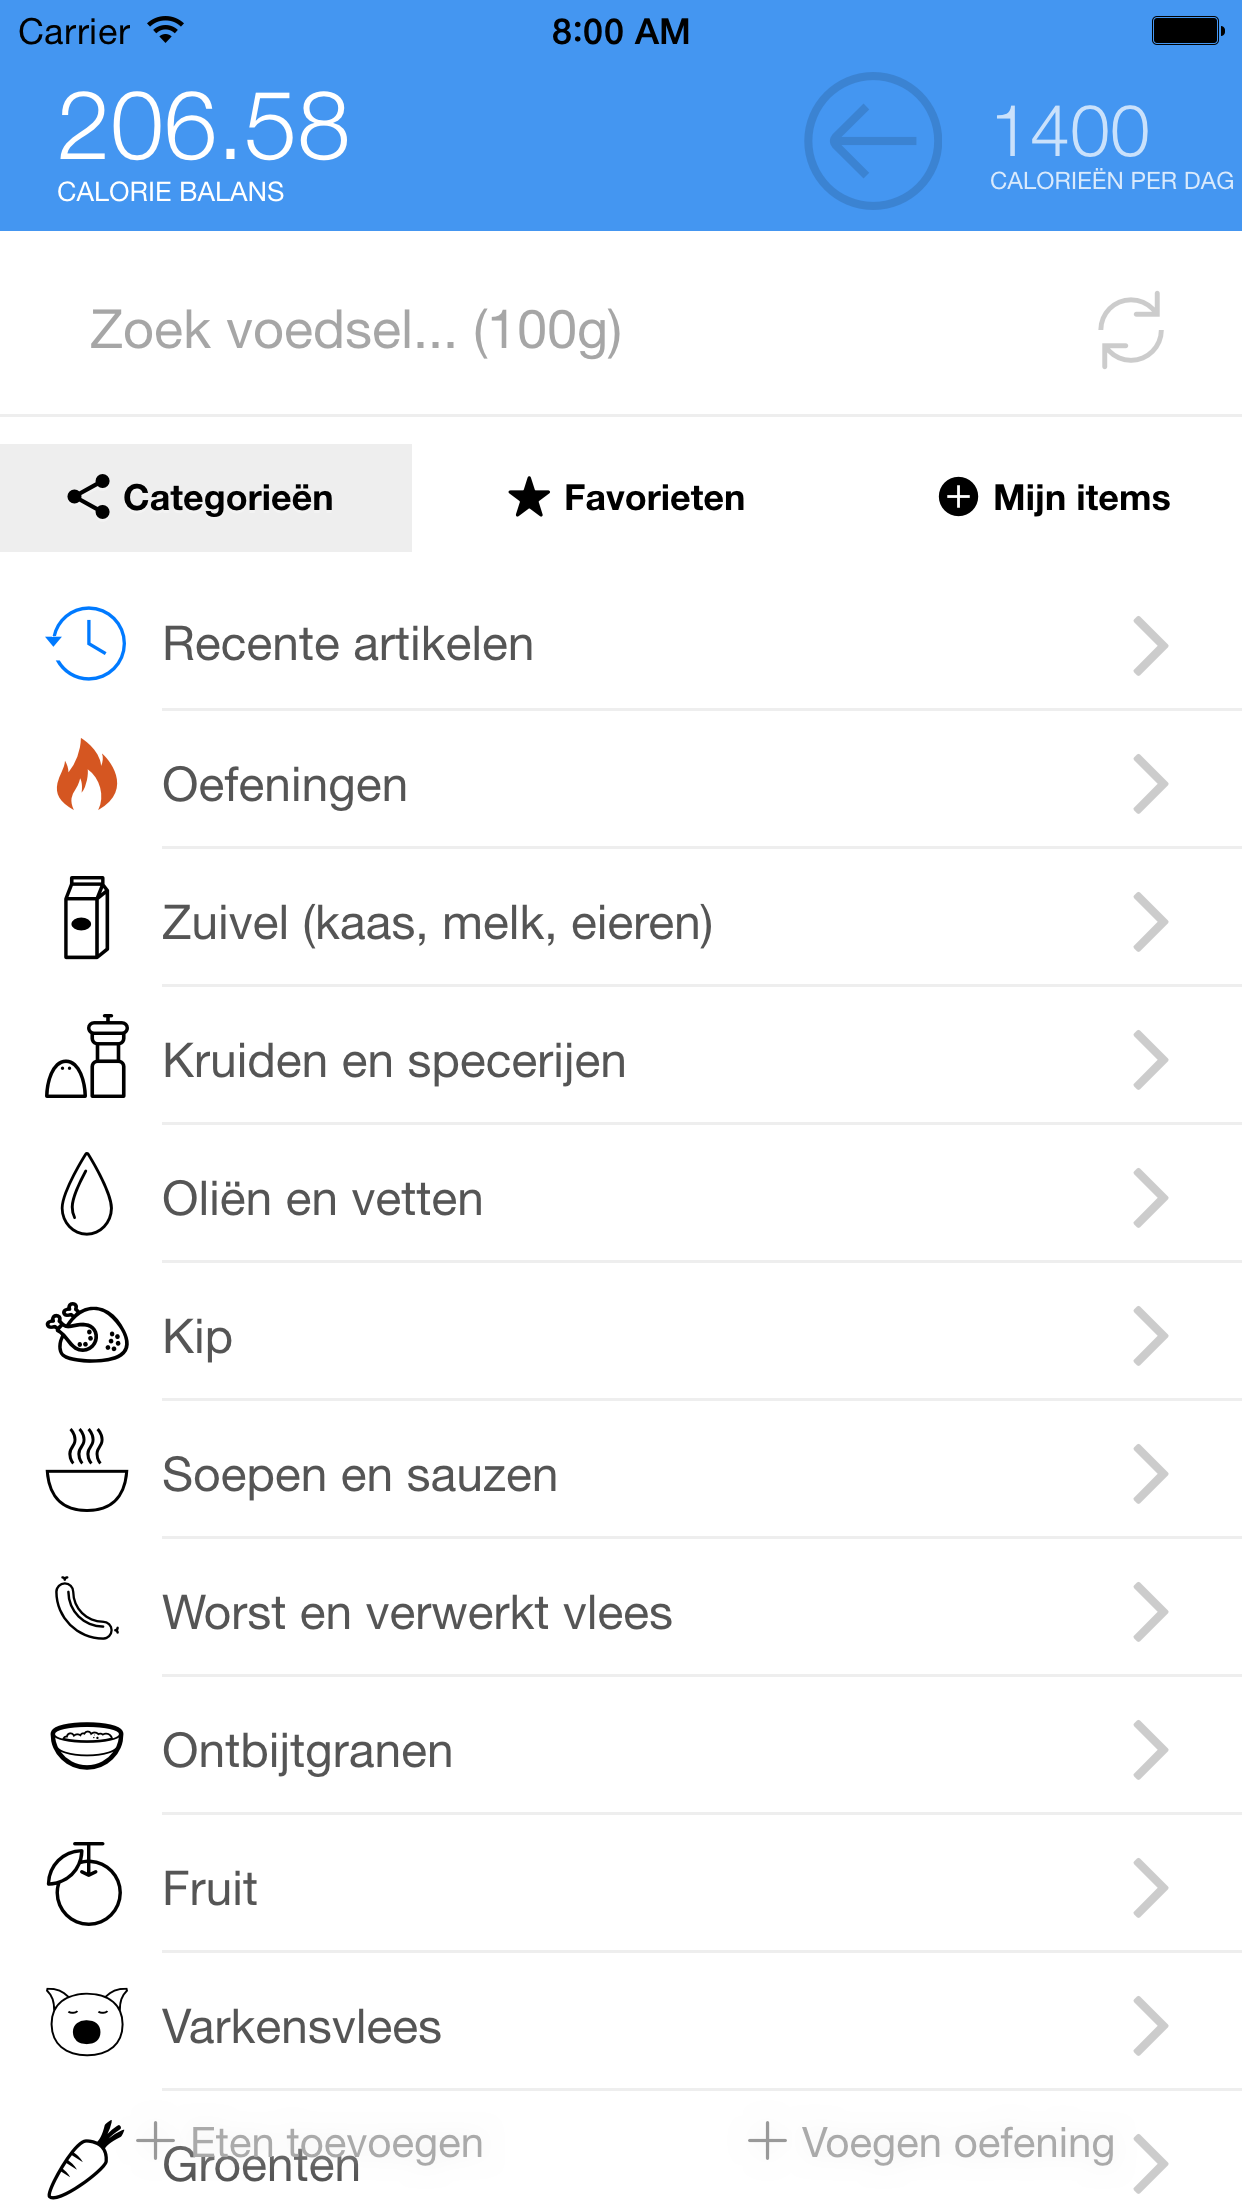 Carrier 8:00 AM
206.58
CALORIE BALANS
1400
CALORIEËN PER DAG
Zoek voedsel... (100g)
Categorieën Favorieten Mijn items
Recente artikelen
Oefeningen
Zuivel (kaas, melk, eieren)
Kruiden en specerijen
Oliën en vetten
Kip
Soepen en sauzen
Worst en verwerkt vlees
Ontbijtgranen
Fruit
Varkensvlees
Eten toevoegen Voegen oefening
Groenten